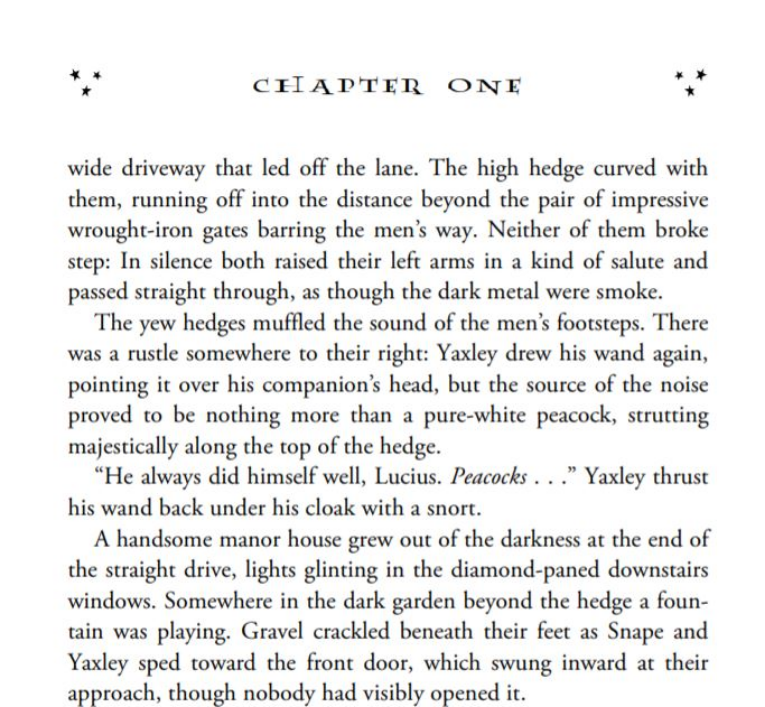 CHAPTER ONE
wide driveway that led off the lane. The high hedge curved with
them, running off into the distance beyond the pair of impressive
wrought-iron gates barring the men’s way. Neither of them broke
step: In silence both raised their left arms in a kind of salute and
passed straight through, as though the dark metal were smoke.
The yew hedges muffled the sound of the men’s footsteps. There
was a rustle somewhere to their right: Yaxley drew his wand again,
pointing it over his companion’s head, but the source of the noise
proved to be nothing more than a pure-white peacock, strutting
majestically along the top of the hedge.
“He always did himself well, Lucius. Peacocks . . .” Yaxley thrust
his wand back under his cloak with a snort.
A handsome manor house grew out of the darkness at the end of
the straight drive, lights glinting in the diamond-paned downstairs
windows. Somewhere in the dark garden beyond the hedge a foun-
tain was playing. Gravel crackled beneath their feet as Snape and
Yaxley sped toward the front door, which swung inward at their
approach, though nobody had visibly opened it.